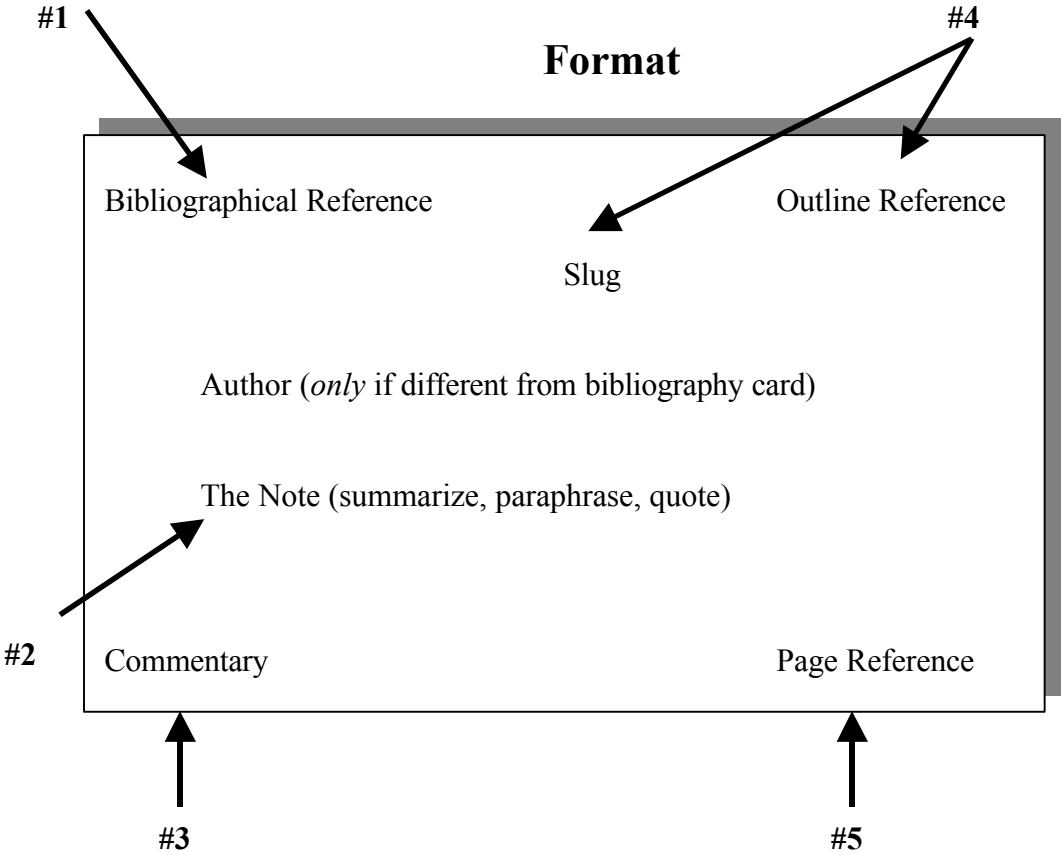 #1
#4
Format
Bibliographical Reference
Outline Reference
Slug
Author (only if different from bibliography card)
The Note (summarize, paraphrase, quote)
#2
Commentary
Page Reference
#3
#5